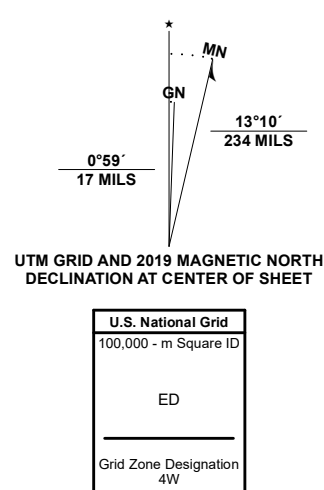 ★
MN
GN
13°10´
234 MILS
0°59´
17 MILS
UTM GRID AND 2019 MAGNETIC NORTH
DECLINATION AT CENTER OF SHEET
U.S. National Grid
100,000 - m Square ID
ED
Grid Zone Designation
4W